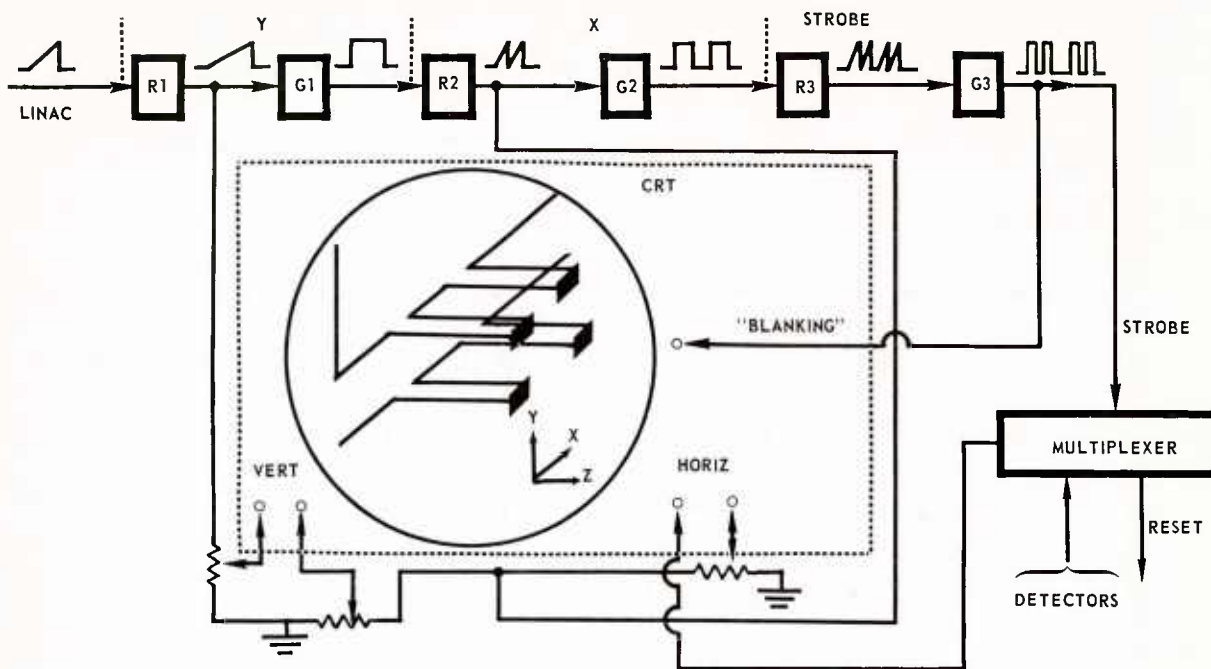 Y
X
STROBE
LINAC
R1
G1
R2
G2
R3
G3
CRT
"BLANKING"
STROBE
Y
X
Z
VERT
HORIZ
MULTIPLEXER
RESET
DETECTORS